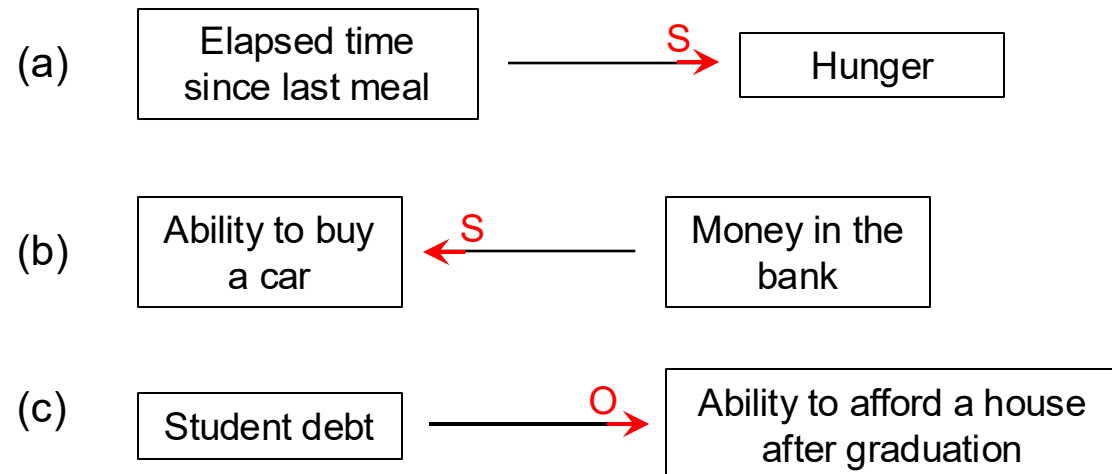 (a)
Elapsed time
since last meal
S
Hunger
(b)
Ability to buy
a car
S
Money in the
bank
(c)
Student debt
O
Ability to afford a house
after graduation